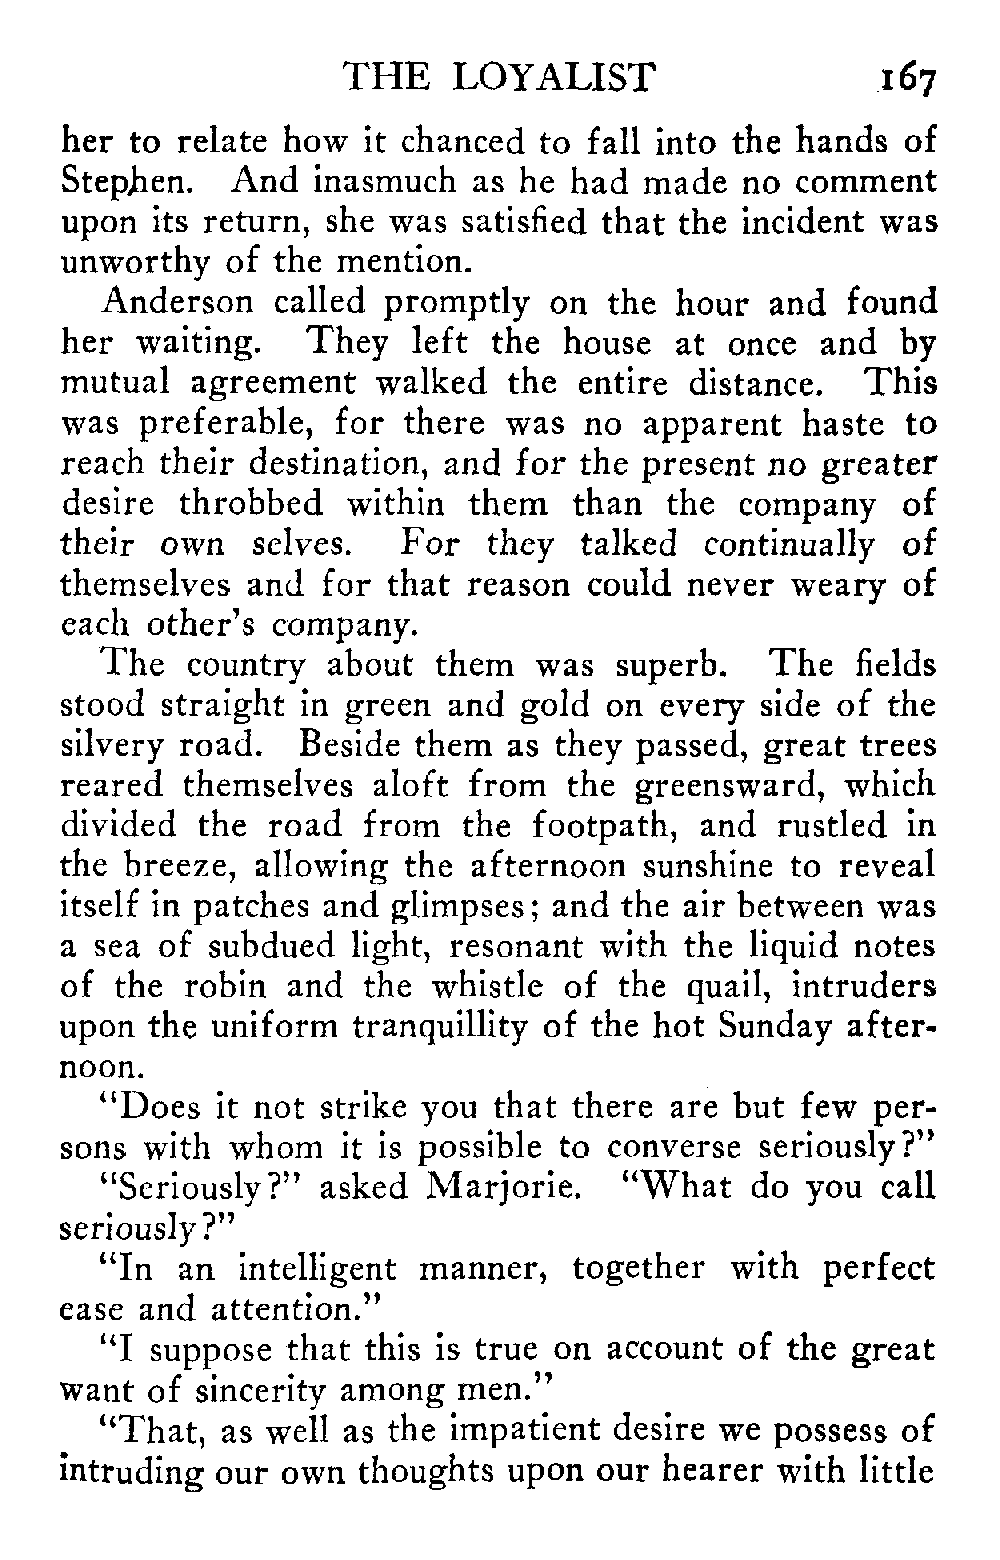 THE LOYALIST 167
her to relate how it chanced to fall into the hands of
Stephen. And inasmuch as he had made no comment
upon its return, she was satisfied that the incident was
unworthy of the mention.
Anderson called promptly on the hour and found
her waiting. They left the house at once and by
mutual agreement walked the entire distance. This
was preferable, for there was no apparent haste to
reach their destination, and for the present no greater
desire throbbed within them than the company of
their own selves. For they talked continually of
themselves and for that reason could never weary of
each other's company.
The country about them was superb. The fields
stood straight in green and gold on every side of the
silvery road. Beside them as they passed, great trees
reared themselves aloft from the greensward, which
divided the road from the footpath, and rustled in
the breeze, allowing the afternoon sunshine to reveal
itself in patches and glimpses; and the air between was
a sea of subdued light, resonant with the liquid notes
of the robin and the whistle of the quail, intruders
upon the uniform tranquillity of the hot Sunday after-
noon.
"Does it not strike you that there are but few per-
sons with whom it is possible to converse seriously?"
"Seriously?" asked Marjorie. "What do you call
seriously?"
"In an intelligent manner, together with perfect
ease and attention."
"I suppose that this is true on account of the great
want of sincerity among men."
"That, as well as the impatient desire we possess of
intruding our own thoughts upon our hearer with little